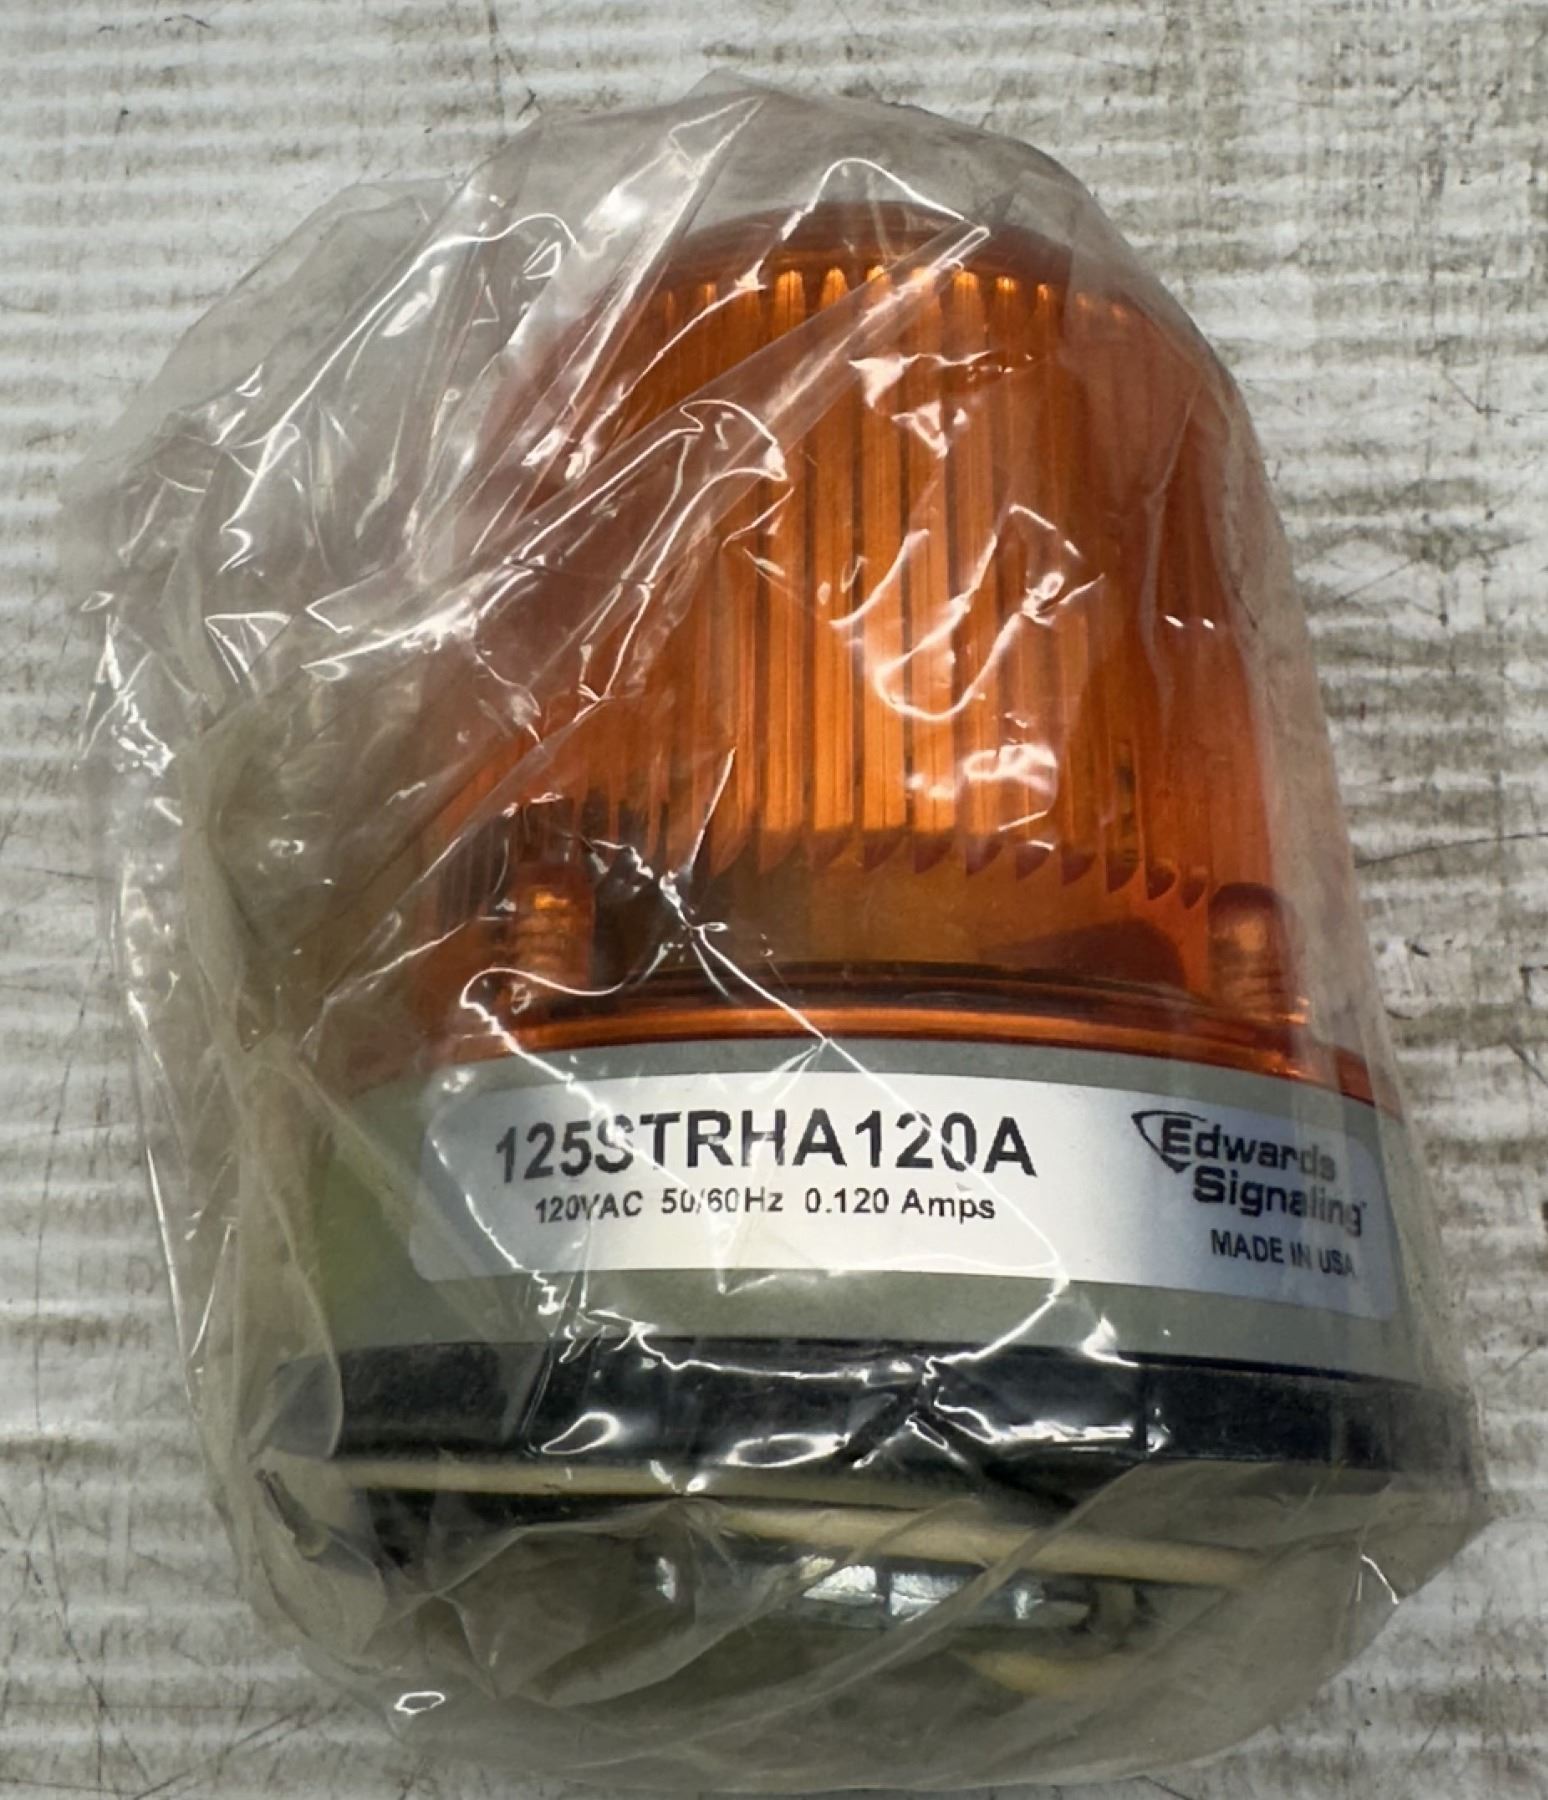 125STRHA120A
120VAC 50/60Hz 0.120 Amps
Edwards
Signaling
MADE IN USA